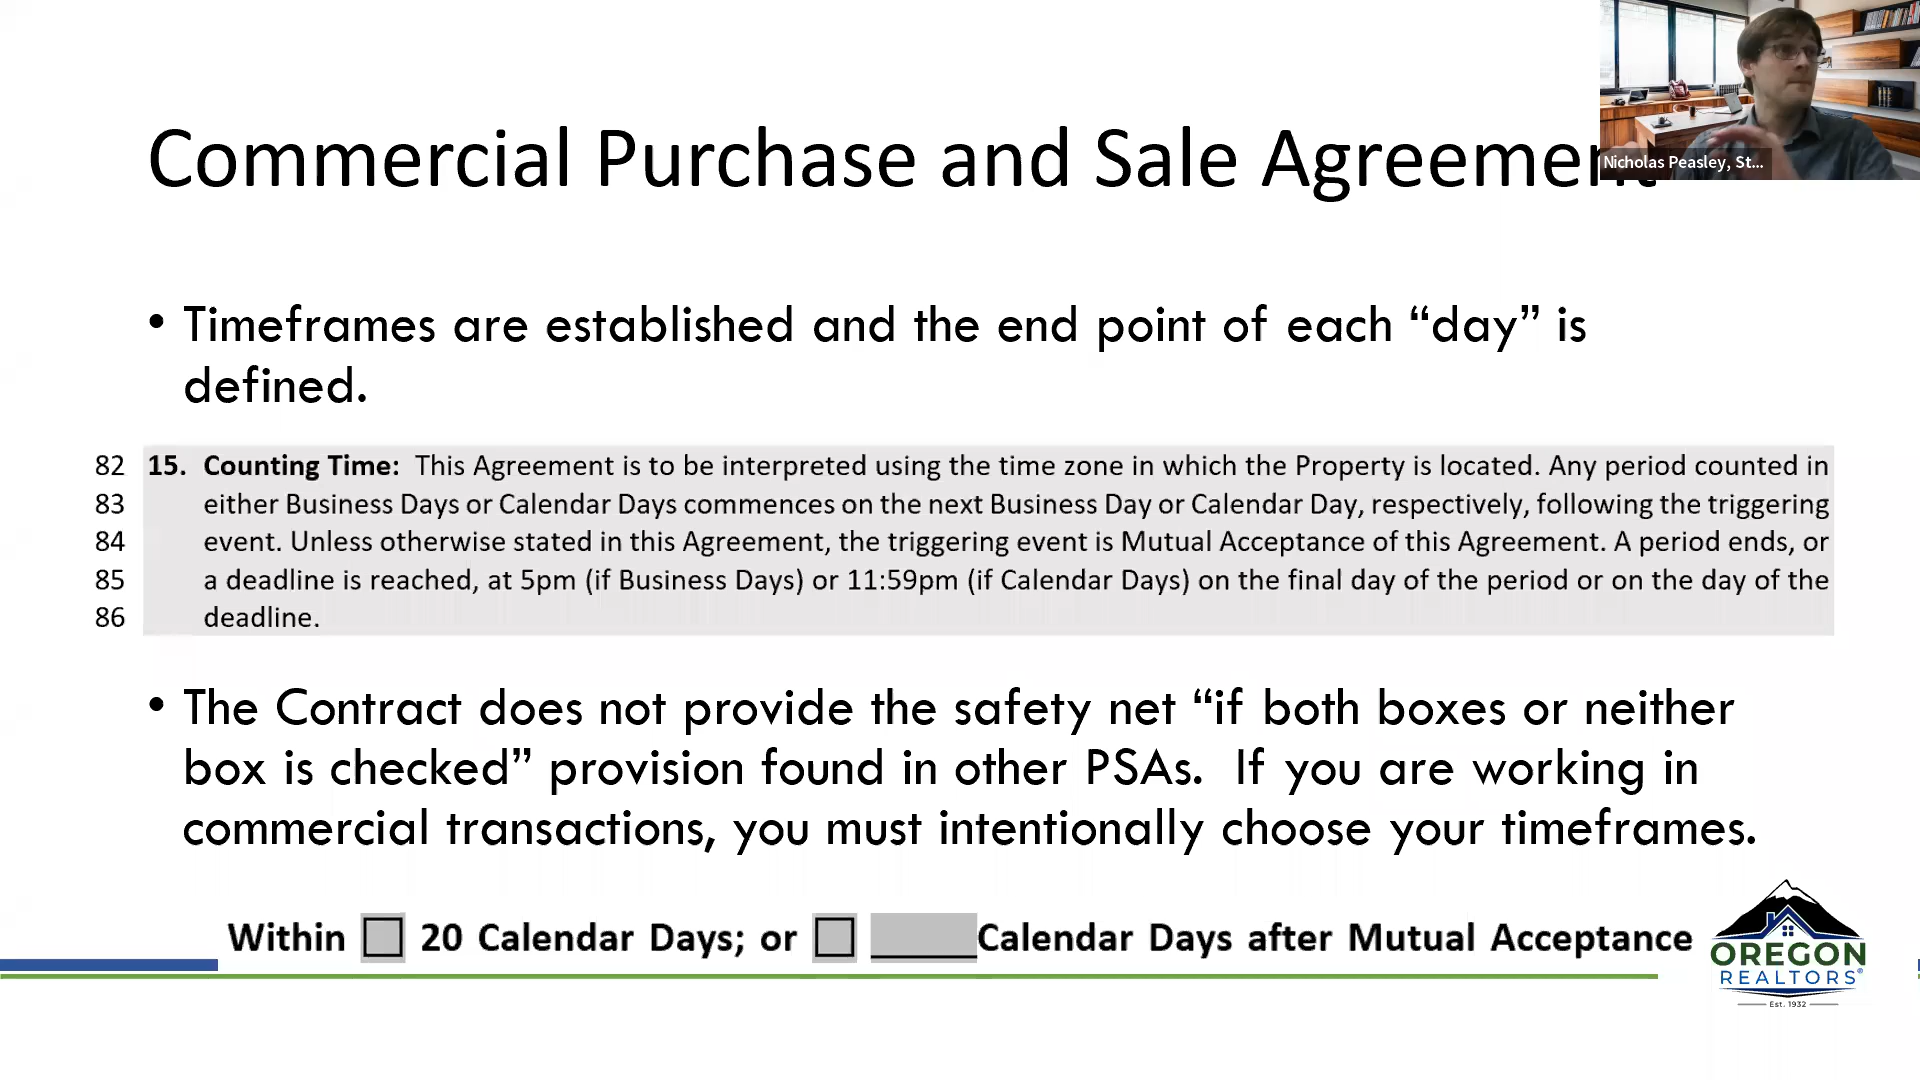 Commercial Purchase and Sale Agreement
Nicholas Peasley, St...
• Timeframes are established and the end point of each “day” is
defined.
82 15. Counting Time: This Agreement is to be interpreted using the time zone in which the Property is located. Any period counted in
83 either Business Days or Calendar Days commences on the next Business Day or Calendar Day, respectively, following the triggering
84 event. Unless otherwise stated in this Agreement, the triggering event is Mutual Acceptance of this Agreement. A period ends, or
85 a deadline is reached, at 5pm (if Business Days) or 11:59pm (if Calendar Days) on the final day of the period or on the day of the
86 deadline.
• The Contract does not provide the safety net “if both boxes or neither
box is checked” provision found in other PSAs. If you are working in
commercial transactions, you must intentionally choose your timeframes.
Within ☐ 20 Calendar Days; or ☐ ______ Calendar Days after Mutual Acceptance
OREGON
REALTORS®
Est. 1932